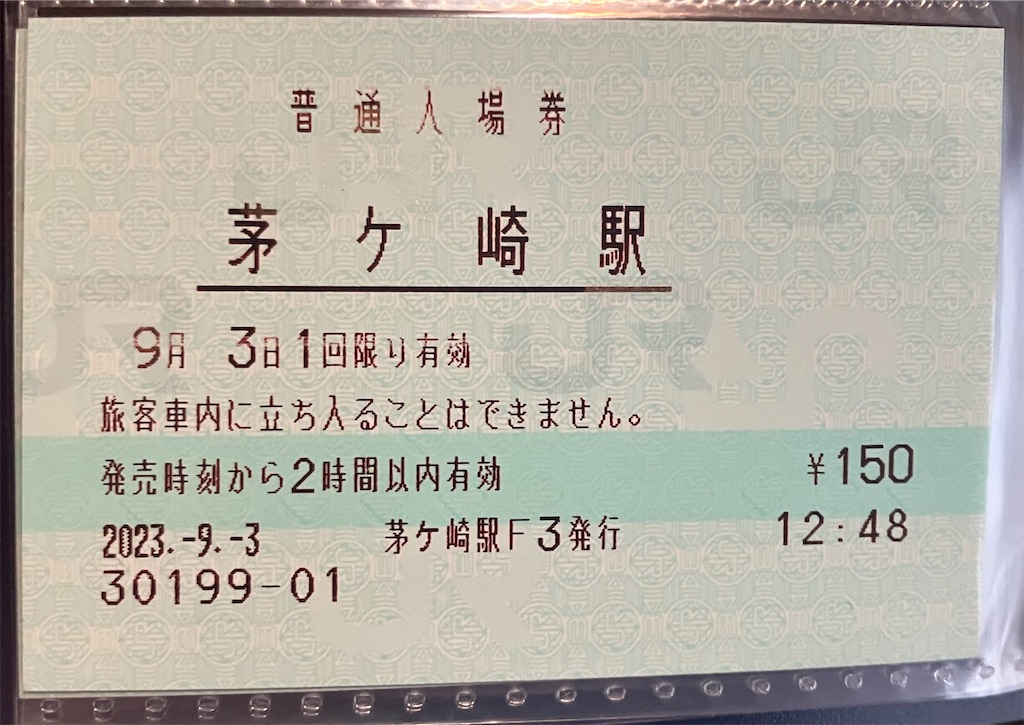 普通入場券
茅ケ崎駅
9月 3日1回限り有効
旅客車内に立ち入ることはできません。
発売時刻から2時間以内有効 ¥150
2023.-9.-3 茅ケ崎駅F3発行 12:48
30199-01